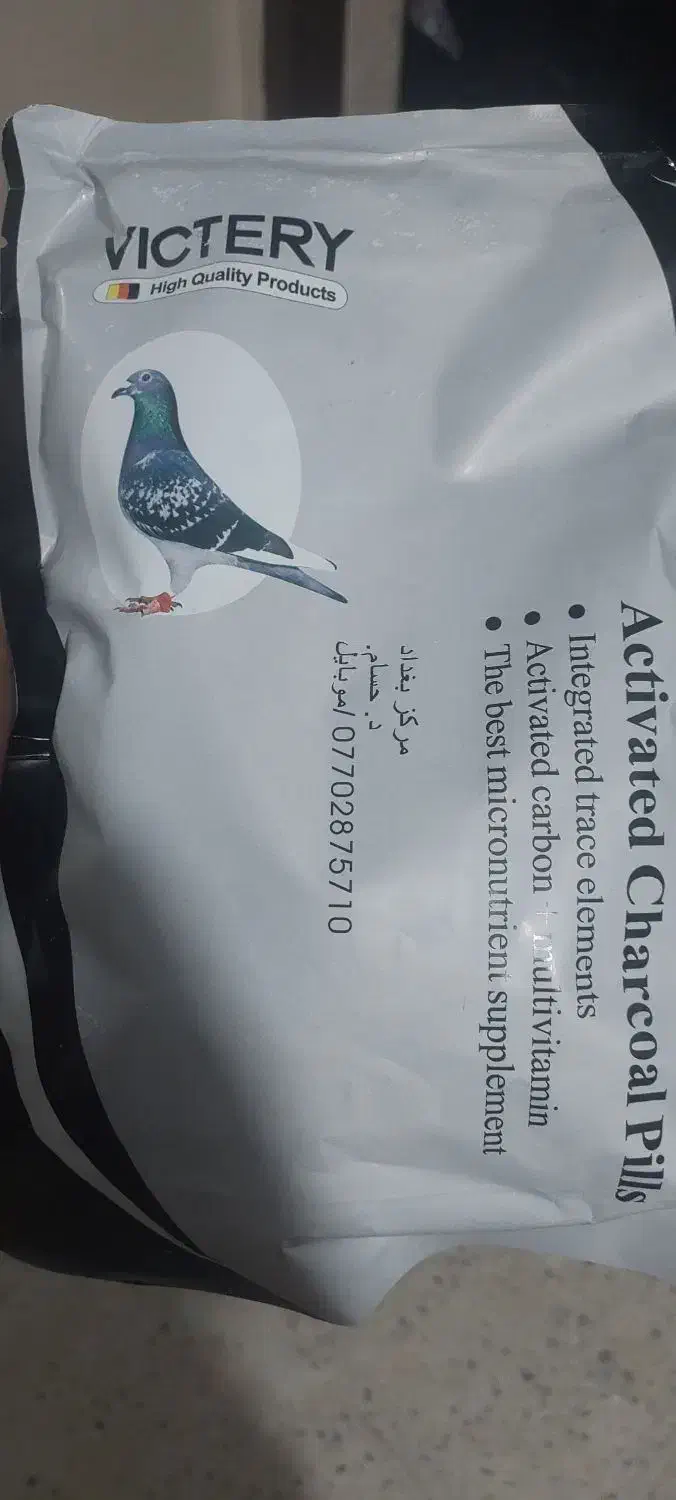 VICTERY
High Quality Products
Activated Charcoal Pills
• Integrated trace elements
• Activated carbon + multivitamin
• The best micronutrient supplement
مركز بغداد
د. حسام.
موبايل/ 07702875710